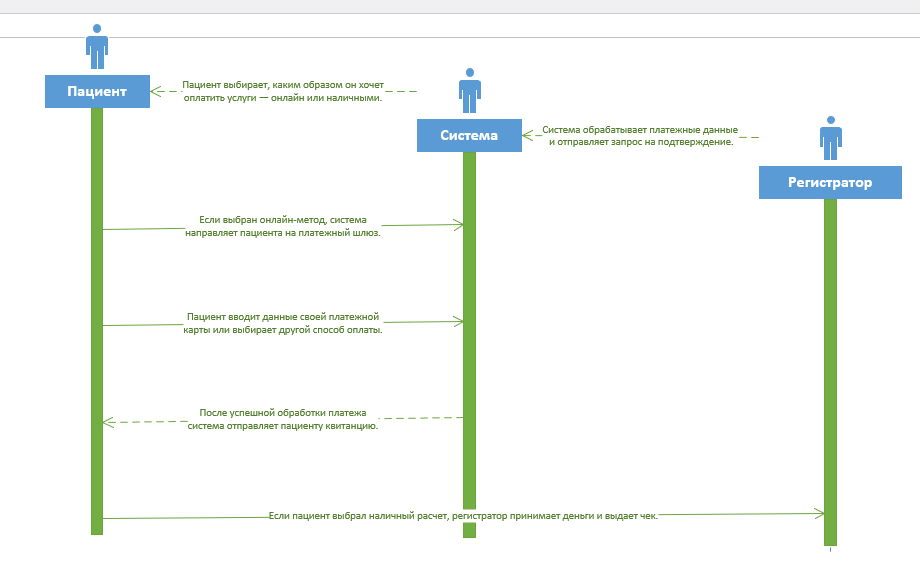 Пациент
Пациент выбирает, каким образом он хочет
оплатить услуги — онлайн или наличными.
Система
Система обрабатывает платежные данные
и отправляет запрос на подтверждение.
Регистратор
Если выбран онлайн-метод, система
направляет пациента на платежный шлюз.
Пациент вводит данные своей платежной
карты или выбирает другой способ оплаты.
После успешной обработки платежа
система отправляет пациенту квитанцию.
Если пациент выбрал наличный расчет, регистратор принимает деньги и выдает чек.